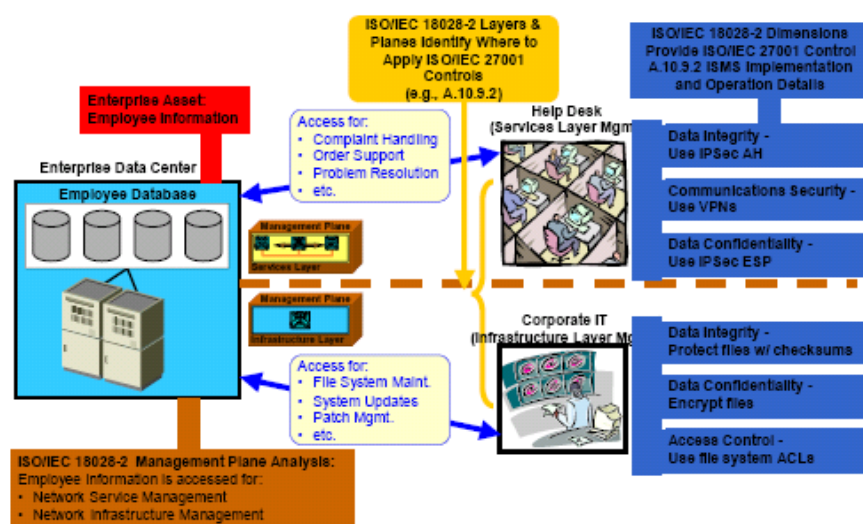 ISO/IEC 18028-2 Layers &
Planes Identify Where to
Apply ISO/IEC 27001
Controls
(e.g., A.10.9.2)
ISO/IEC 18028-2 Dimensions
Provide ISO/IEC 27001 Control
A.10.9.2 ISMS Implementation
and Operation Details
Enterprise Asset:
Employee Information
Access for:
• Complaint Handling
• Order Support
• Problem Resolution
• etc.
Help Desk
(Services Layer Mgm
Enterprise Data Center
Employee Database
Management Plane
Services Layer
Data Integrity -
Use IPSec AH
Communications Security -
Use VPNs
Data Confidentiality -
Use IPSec ESP
Management Plane
Infrastructure Layer
Corporate IT
(Infrastructure Layer Mg
Access for:
• File System Maint.
• System Updates
• Patch Mgmt.
• etc.
Data Integrity -
Protect files w/ checksums
Data Confidentiality -
Encrypt files
Access Control -
Use file system ACLs
ISO/IEC 18028-2 Management Plane Analysis:
Employee Information is accessed for:
• Network Service Management
• Network Infrastructure Management